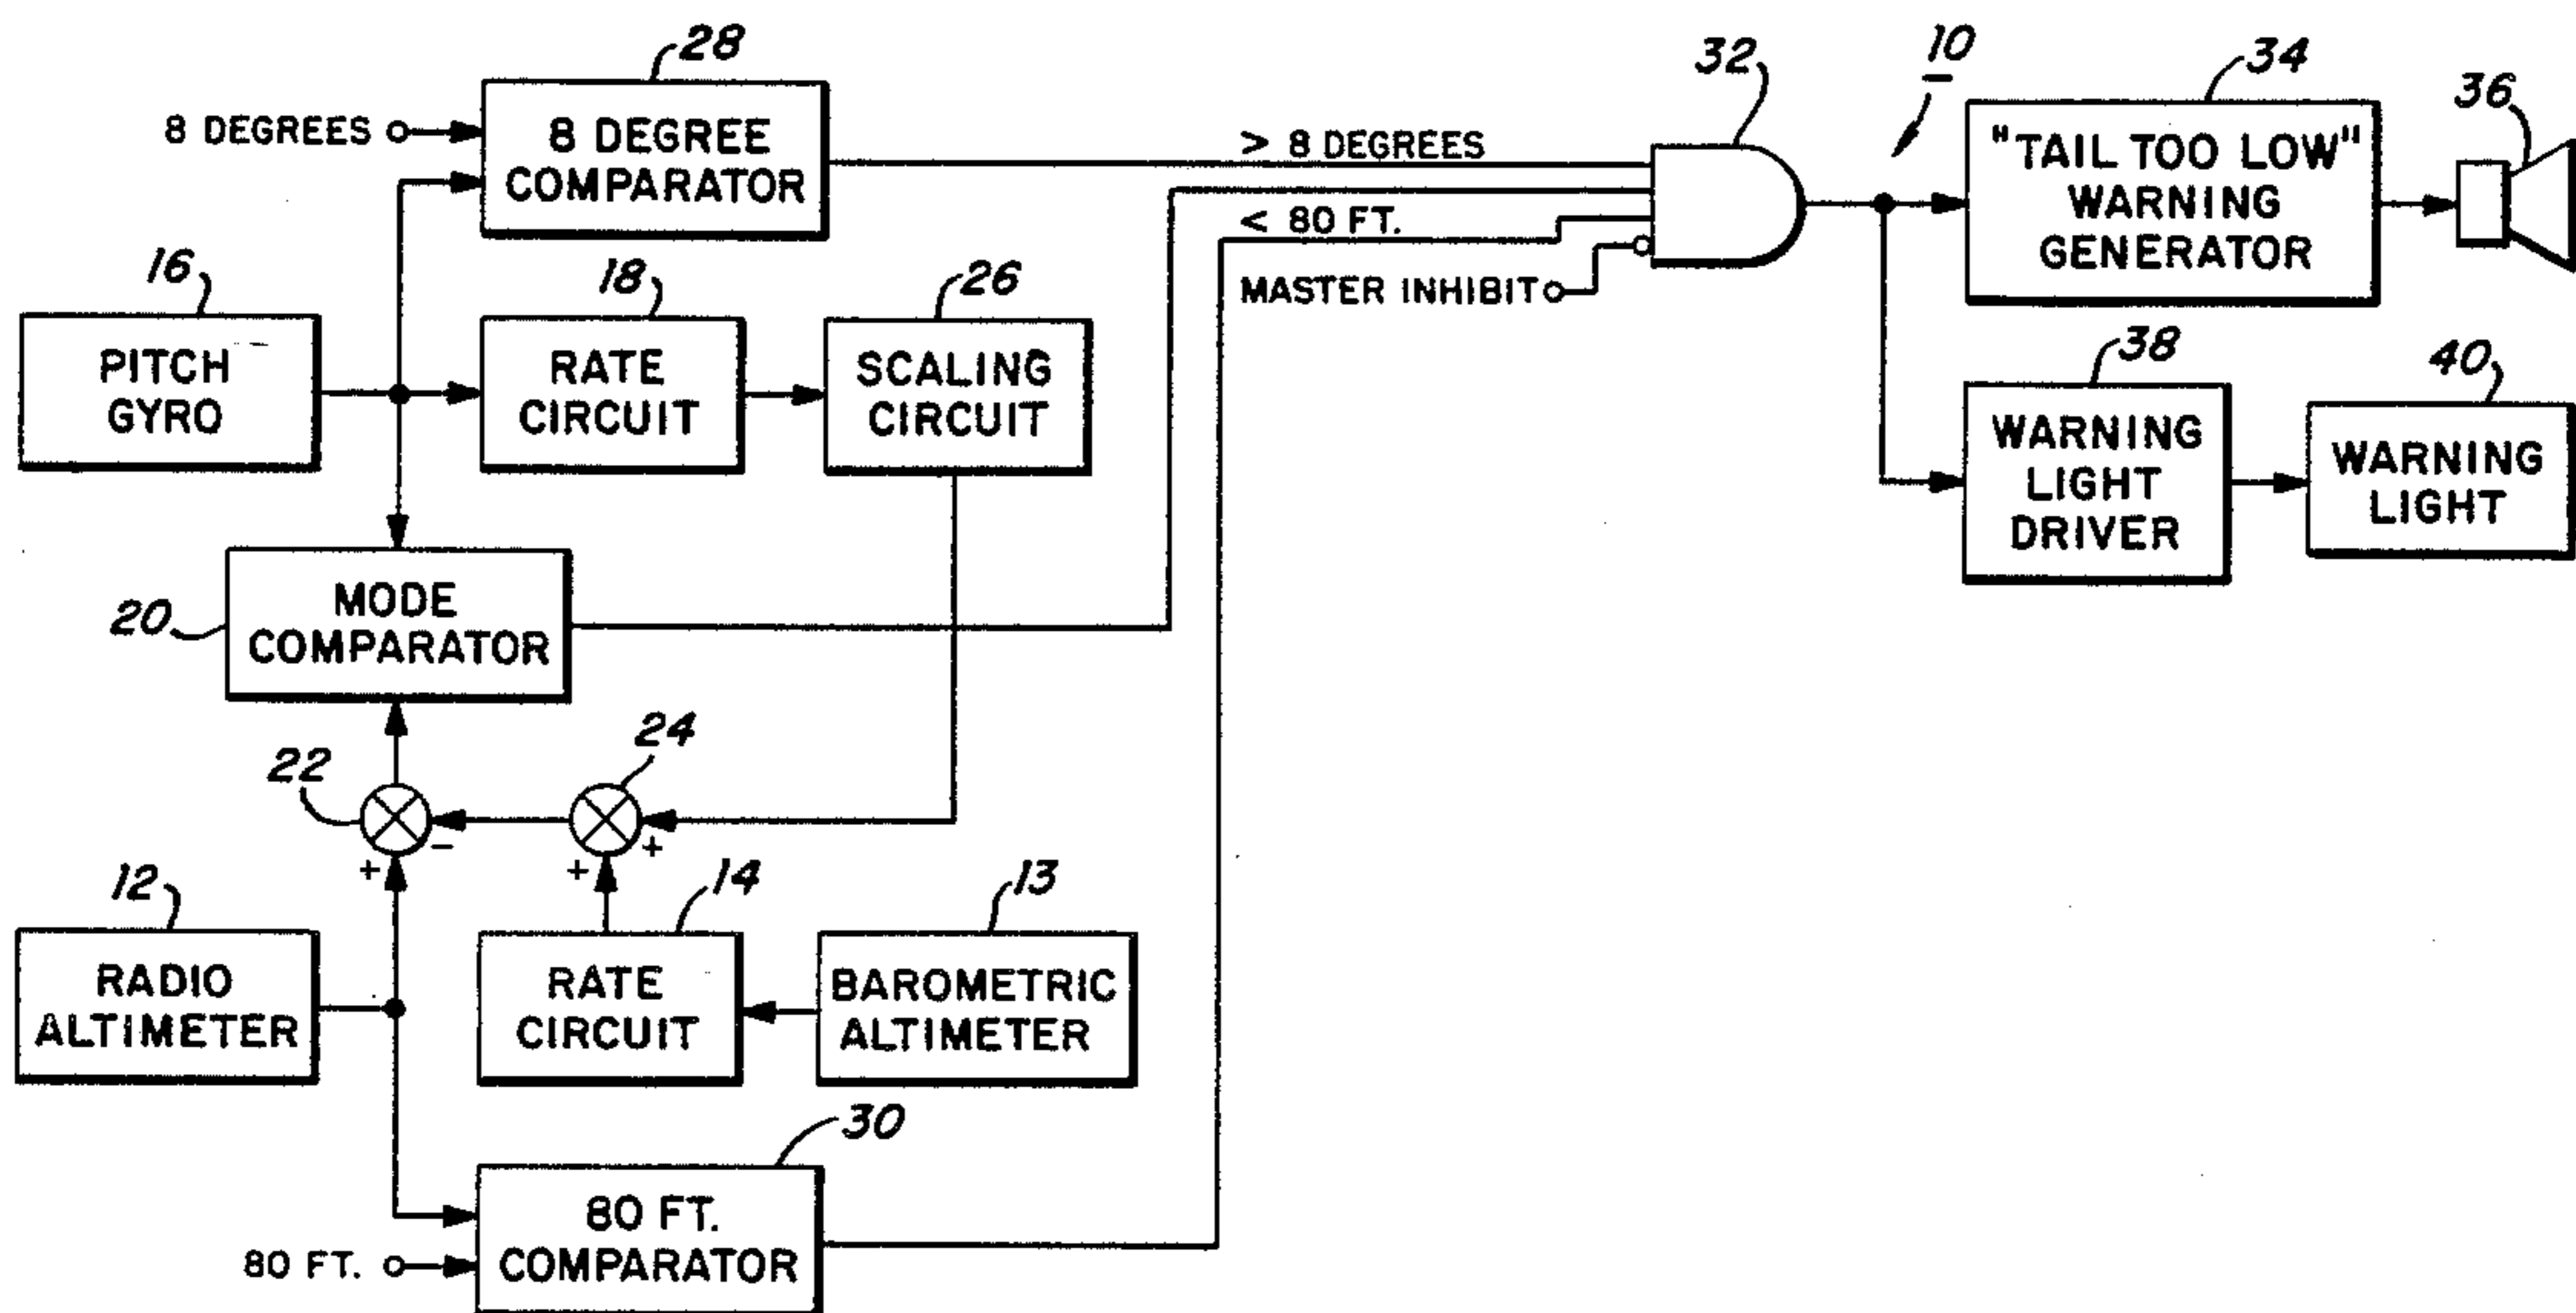 28
8 DEGREES
8 DEGREE
COMPARATOR
> 8 DEGREES
< 80 FT.
MASTER INHIBIT
32
10
34
"TAIL TOO LOW"
WARNING
GENERATOR
36
16
PITCH
GYRO
18
RATE
CIRCUIT
26
SCALING
CIRCUIT
38
WARNING
LIGHT
DRIVER
40
WARNING
LIGHT
20
MODE
COMPARATOR
22
+
-
24
+
+
12
RADIO
ALTIMETER
14
RATE
CIRCUIT
13
BAROMETRIC
ALTIMETER
30
80 FT.
80 FT.
COMPARATOR